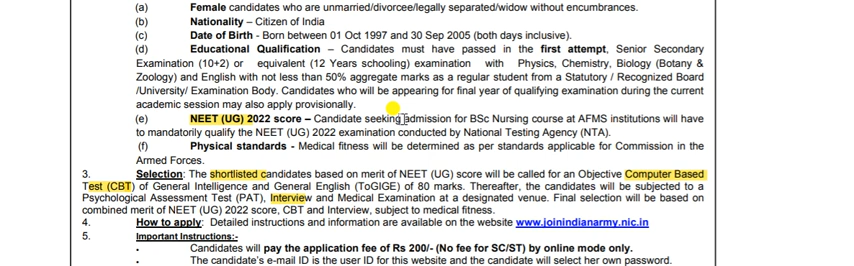 (a) Female candidates who are unmarried/divorcee/legally separated/widow without encumbrances.
(b) Nationality – Citizen of India
(c) Date of Birth - Born between 01 Oct 1997 and 30 Sep 2005 (both days inclusive).
(d) Educational Qualification – Candidates must have passed in the first attempt, Senior Secondary
Examination (10+2) or equivalent (12 Years schooling) examination with Physics, Chemistry, Biology (Botany &
Zoology) and English with not less than 50% aggregate marks as a regular student from a Statutory / Recognized Board
/University/ Examination Body. Candidates who will be appearing for final year of qualifying examination during the current
academic session may also apply provisionally.
(e) NEET (UG) 2022 score – Candidate seeking admission for BSc Nursing course at AFMS institutions will have
to mandatorily qualify the NEET (UG) 2022 examination conducted by National Testing Agency (NTA).
(f) Physical standards - Medical fitness will be determined as per standards applicable for Commission in the
Armed Forces.
3. Selection: The shortlisted candidates based on merit of NEET (UG) score will be called for an Objective Computer Based
Test (CBT) of General Intelligence and General English (ToGIGE) of 80 marks. Thereafter, the candidates will be subjected to a
Psychological Assessment Test (PAT), Interview and Medical Examination at a designated venue. Final selection will be based on
combined merit of NEET (UG) 2022 score, CBT and Interview, subject to medical fitness.
4. How to apply: Detailed instructions and information are available on the website www.joinindianarmy.nic.in
5. Important Instructions:-
• Candidates will pay the application fee of Rs 200/- (No fee for SC/ST) by online mode only.
• The candidate's e-mail ID is the user ID for this website and the candidate will select her own password.